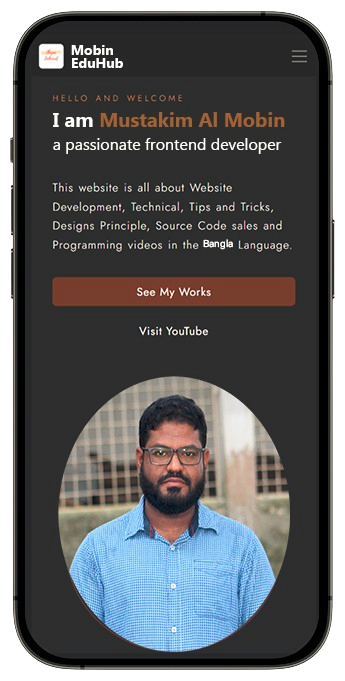 Mobin
EduHub
HELLO AND WELCOME
I am Mustakim Al Mobin
a passionate frontend developer
This website is all about Website
Development, Technical, Tips and Tricks,
Designs Principle, Source Code sales and
Programming videos in the Bangla Language.
See My Works
Visit YouTube